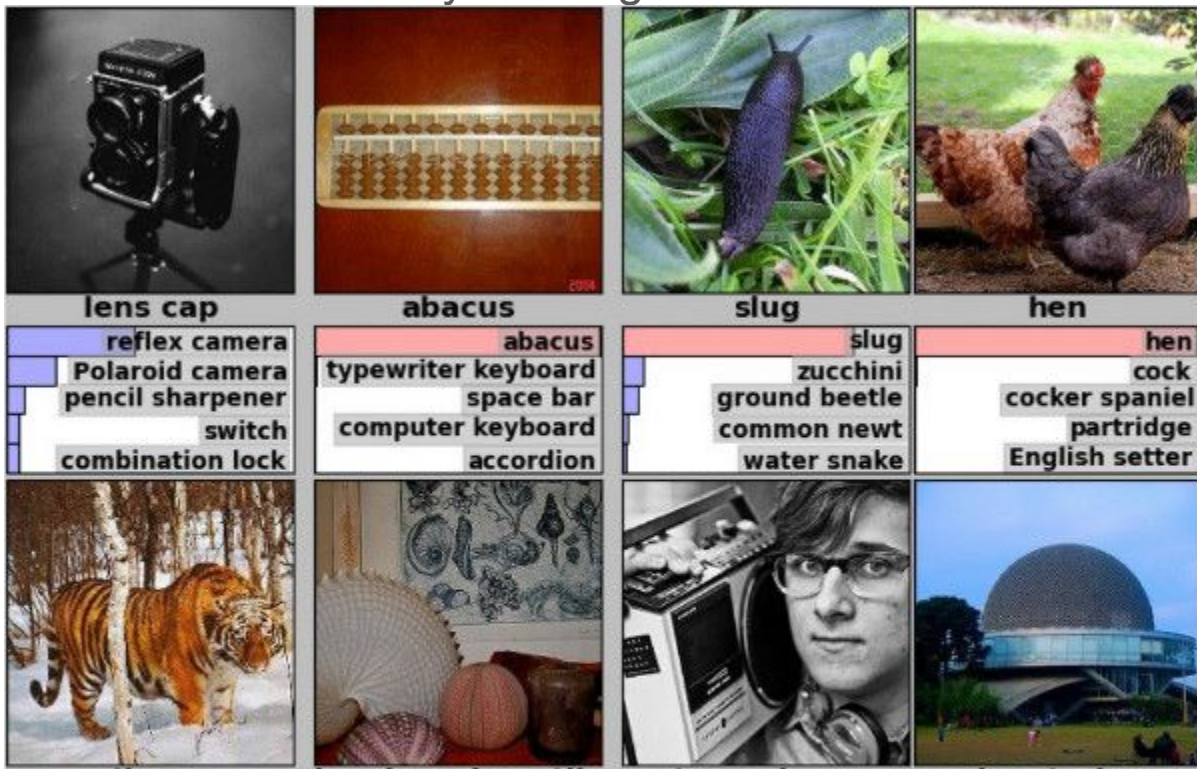 lens cap
abacus
slug
hen
reflex camera
Polaroid camera
pencil sharpener
switch
combination lock
abacus
typewriter keyboard
space bar
computer keyboard
accordion
slug
zucchini
ground beetle
common newt
water snake
hen
cock
cocker spaniel
partridge
English setter